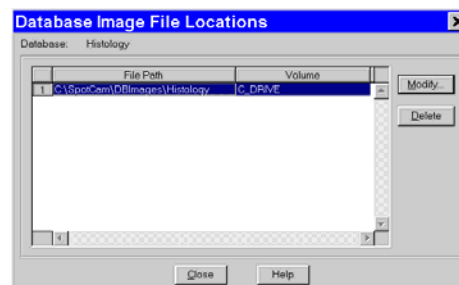 Database Image File Locations
Database: Histology
File Path Volume
1 C:\SpotCam\DBImages\Histology C_DRIVE
Modify...
Delete
Close Help